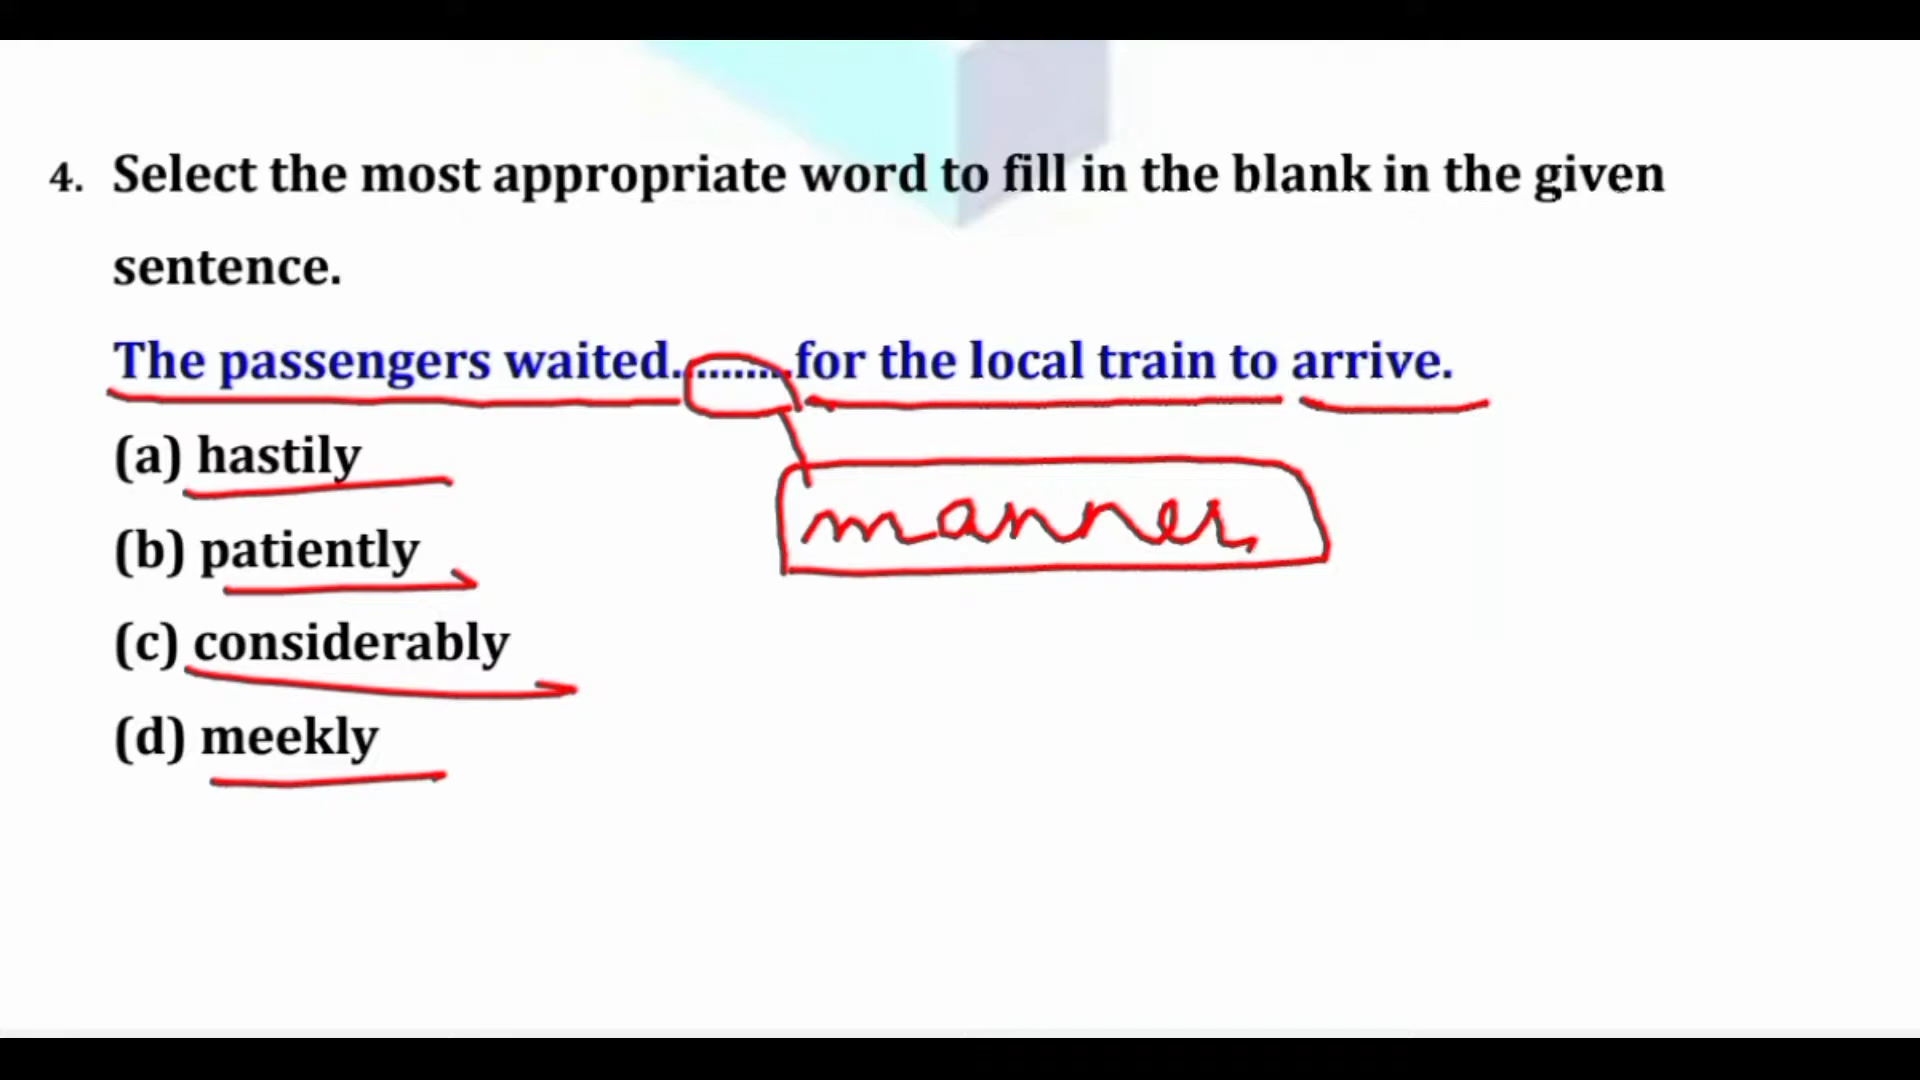 4. Select the most appropriate word to fill in the blank in the given
sentence.
The passengers waited..........for the local train to arrive.
(a) hastily
manner
(b) patiently
(c) considerably
(d) meekly